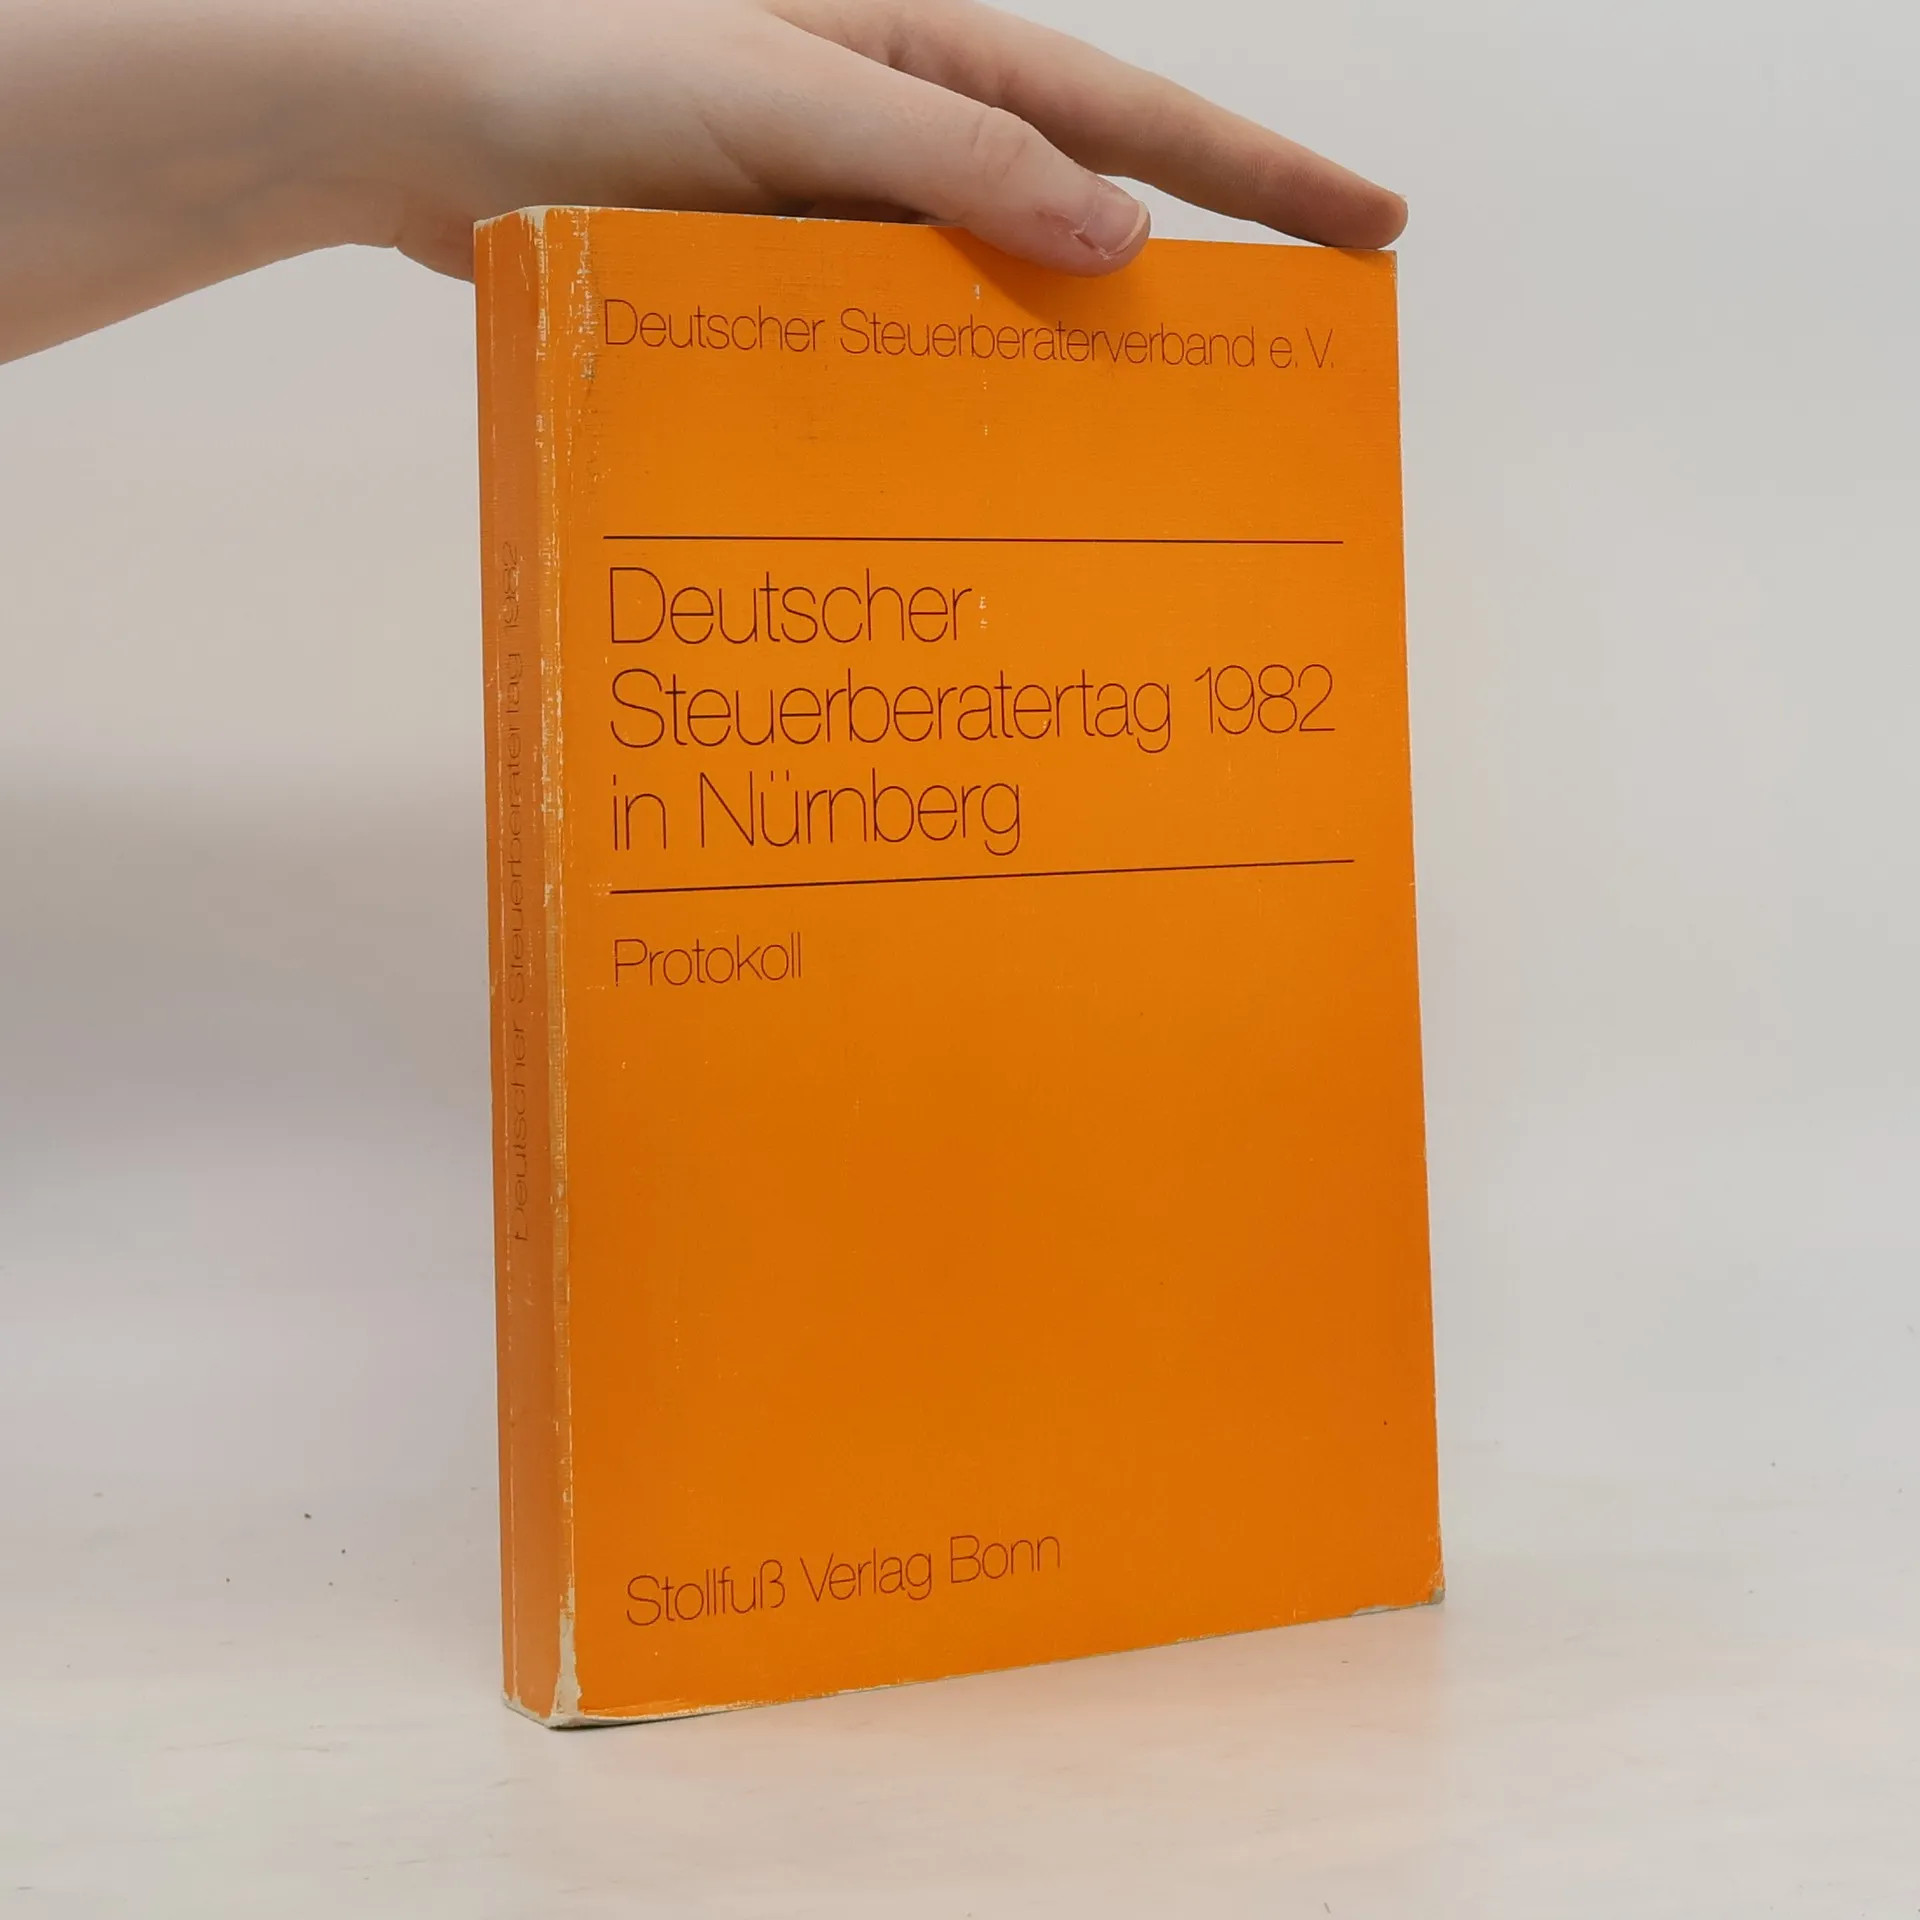 Deutscher Steuerberaterverband e. V.
Deutscher
Steuerberatertag 1982
in Nürnberg
Protokoll
Stollfuß Verlag Bonn
Deutscher Steuerberatertag 1982